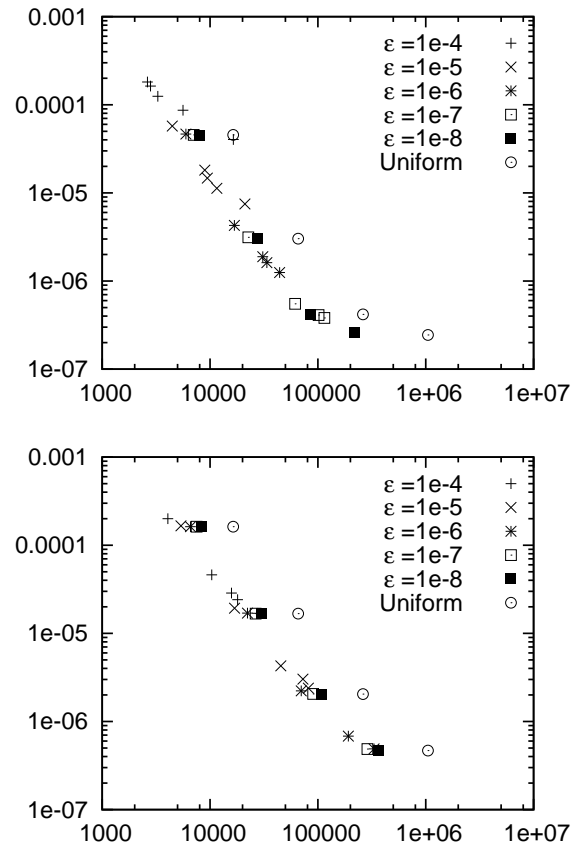 0.001
0.0001
1e-05
1e-06
1e-07
1000 10000 100000 1e+06 1e+07
ε =1e-4
ε =1e-5
ε =1e-6
ε =1e-7
ε =1e-8
Uniform
0.001
0.0001
1e-05
1e-06
1e-07
1000 10000 100000 1e+06 1e+07
ε =1e-4
ε =1e-5
ε =1e-6
ε =1e-7
ε =1e-8
Uniform